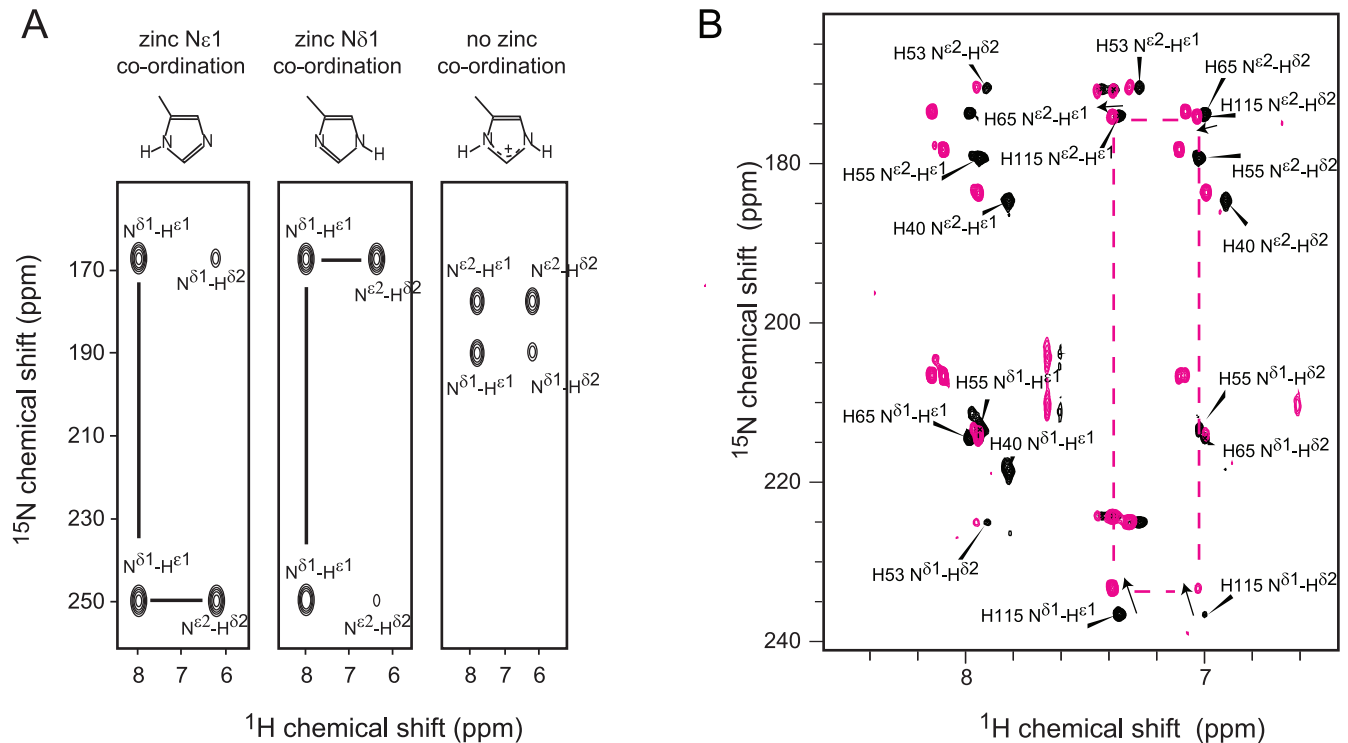 A
zinc Nε1
co-ordination
zinc Nδ1
co-ordination
no zinc
co-ordination
H N N
N N H
H N + N H
Nδ1-Hε1
Nδ1-Hδ2
Nδ1-Hε1
Nε2-Hδ2
Nδ1-Hε1
Nε2-Hδ2
Nδ1-Hε1
Nε2-Hδ2
Nε2-Hε1
Nε2-Hδ2
Nδ1-Hε1
Nδ1-Hδ2
15N chemical shift (ppm)
170
190
210
230
250
8 7 6
8 7 6
8 7 6
1H chemical shift (ppm)
B
H53 Nε2-Hδ2
H53 Nε2-Hε1
H65 Nε2-Hδ2
H65 Nε2-Hε1
H115 Nε2-Hδ2
H115 Nε2-Hε1
H55 Nε2-Hε1
H55 Nε2-Hδ2
H40 Nε2-Hε1
H40 Nε2-Hδ2
H55 Nδ1-Hε1
H55 Nδ1-Hδ2
H65 Nδ1-Hε1
H40 Nδ1-Hε1
H65 Nδ1-Hδ2
H53 Nδ1-Hδ2
H115 Nδ1-Hε1
H115 Nδ1-Hδ2
15N chemical shift (ppm)
180
200
220
240
8 7
1H chemical shift (ppm)